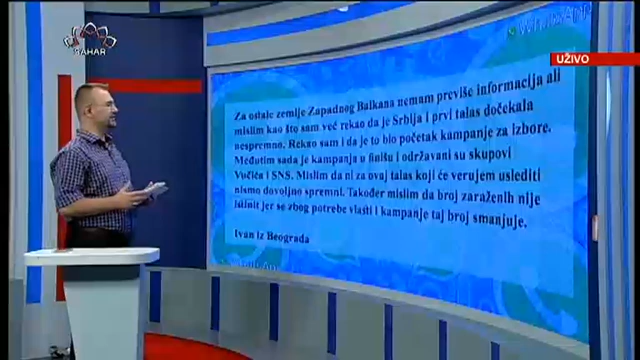 SAHAR
WhatsApp
UŽIVO
Za ostale zemlje Zapadnog Balkana nemam previše informacija ali
mislim kao što sam već rekao da je Srbija i prvi talas dočekala
nespremno. Rekao sam i da je to bio početak kampanje za izbore.
Međutim sada je kampanja u finišu i održavani su skupovi
Vučića i SNS. Mislim da ni za ovaj talas koji će verujem uslediti
nismo dovoljno spremni. Također mislim da broj zaraženih nije
istinit jer se zbog potrebe vlasti i kampanje taj broj smanjuje.
Ivan iz Beograda